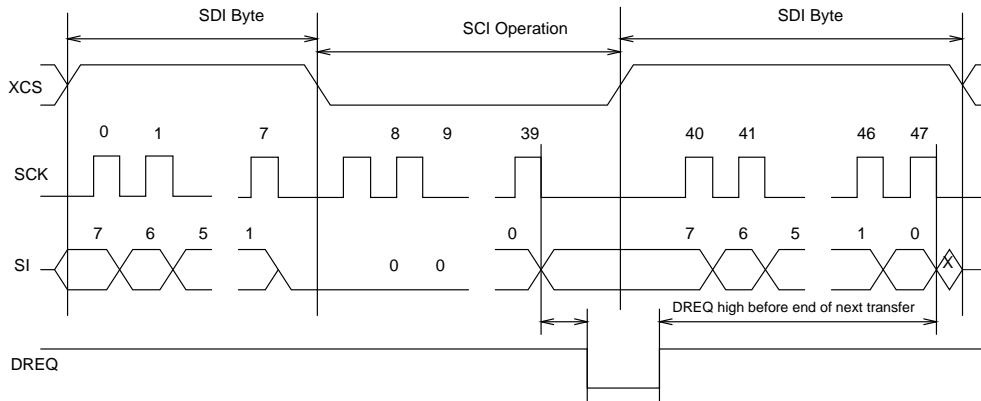 SDI Byte
SCI Operation
SDI Byte
XCS
0 1 7 8 9 39 40 41 46 47
SCK
7 6 5 1 0 7 6 5 1 0
SI
0 0 X
DREQ high before end of next transfer
DREQ